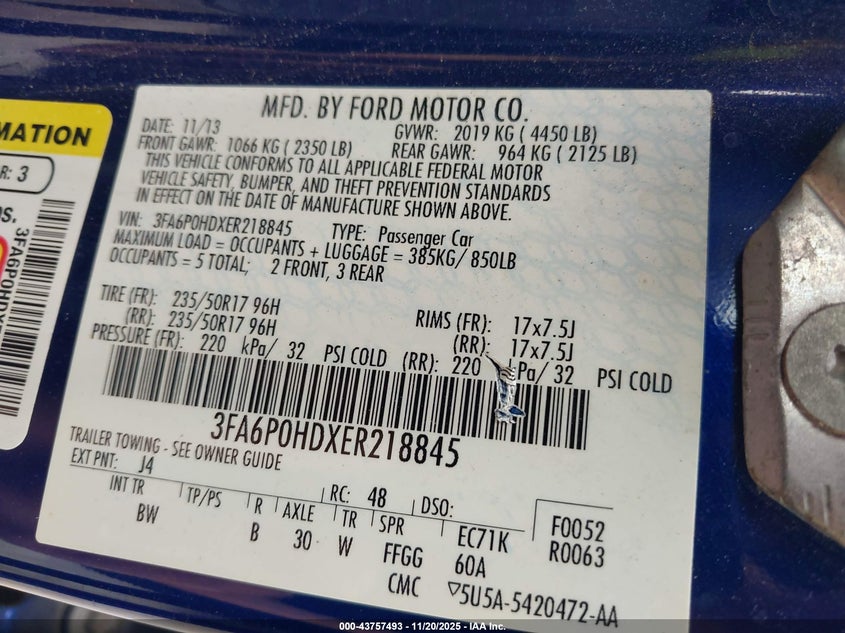 MFD. BY FORD MOTOR CO.
DATE: 11/13 GVWR: 2019 KG ( 4450 LB)
FRONT GAWR: 1066 KG ( 2350 LB) REAR GAWR: 964 KG ( 2125 LB)
THIS VEHICLE CONFORMS TO ALL APPLICABLE FEDERAL MOTOR
VEHICLE SAFETY, BUMPER, AND THEFT PREVENTION STANDARDS
IN EFFECT ON THE DATE OF MANUFACTURE SHOWN ABOVE.
VIN: 3FA6P0HDXER218845 TYPE: Passenger Car
MAXIMUM LOAD = OCCUPANTS + LUGGAGE = 385KG/ 850LB
OCCUPANTS = 5 TOTAL; 2 FRONT, 3 REAR
TIRE (FR): 235/50R17 96H RIMS (FR): 17x7.5J
(RR): 235/50R17 96H (RR): 17x7.5J
PRESSURE (FR): 220 kPa/ 32 PSI COLD (RR): 220 kPa/ 32 PSI COLD
3FA6P0HDXER218845
TRAILER TOWING - SEE OWNER GUIDE
EXT PNT: J4 RC: 48 DSO:
INT TR TP/PS R AXLE TR SPR EC71K F0052
BW B 30 W FFGG 60A R0063
CMC ▽5U5A-5420472-AA
MATION
R: 3
3FA6P0HDX
000-43757493 - 11/20/2025 - IAA Inc.